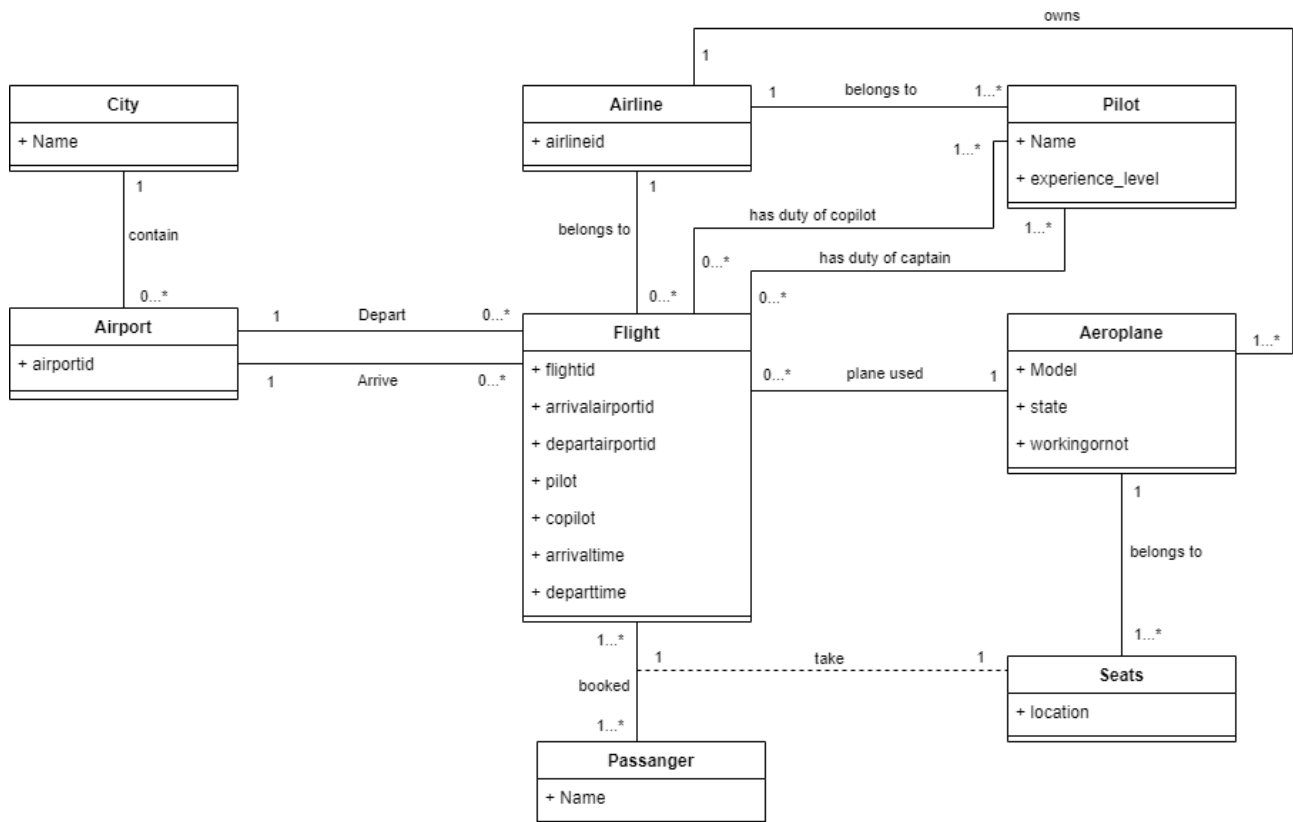 owns
1
City
Airline
1
belongs to
1...*
Pilot
+ Name
+ airlineid
+ Name
1...*
+ experience_level
1
1
contain
belongs to
has duty of copilot
1...*
0...*
has duty of captain
0...*
0...*
0...*
Airport
1
Depart
0...*
Flight
Aeroplane
1...*
+ airportid
1
Arrive
0...*
+ flightid
0...*
plane used
1
+ Model
+ arrivalairportid
+ state
+ departairportid
+ workingornot
+ pilot
1
+ copilot
+ arrivaltime
belongs to
+ departtime
1...*
1...*
1
take
1
Seats
booked
+ location
1...*
Passanger
+ Name